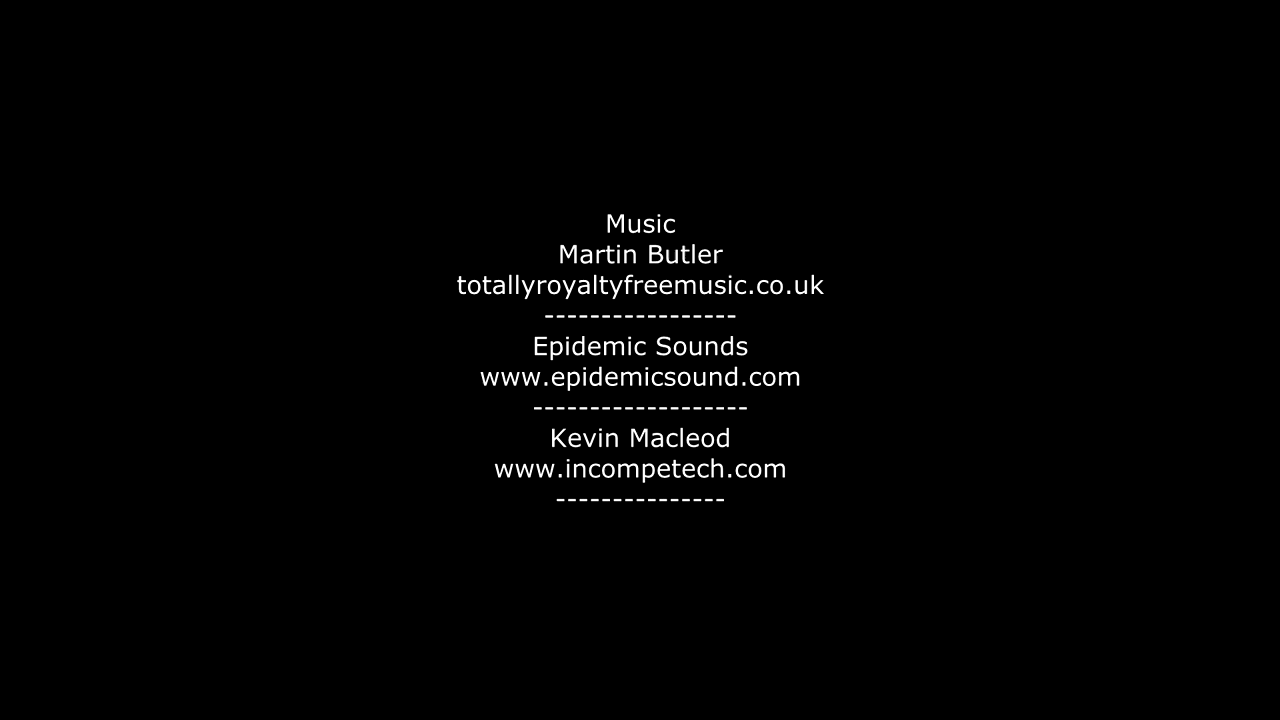 Music
Martin Butler
totallyroyaltyfreemusic.co.uk
-----------------
Epidemic Sounds
www.epidemicsound.com
-------------------
Kevin Macleod
www.incompetech.com
---------------